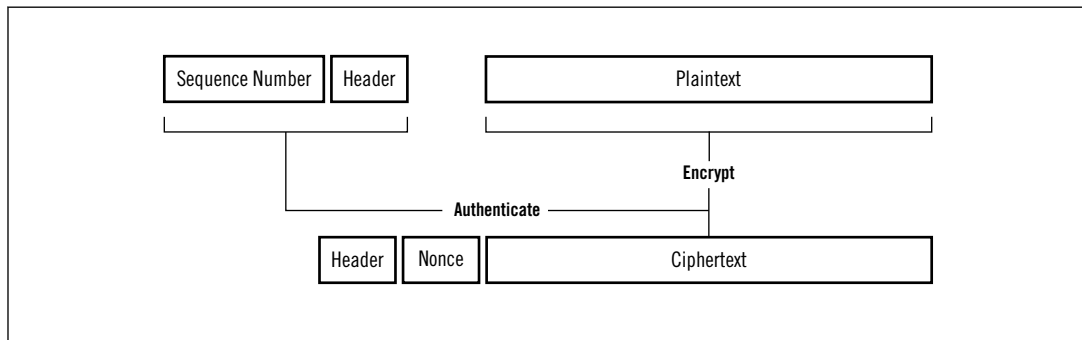 Sequence Number Header Plaintext
Encrypt
Authenticate
Header Nonce Ciphertext